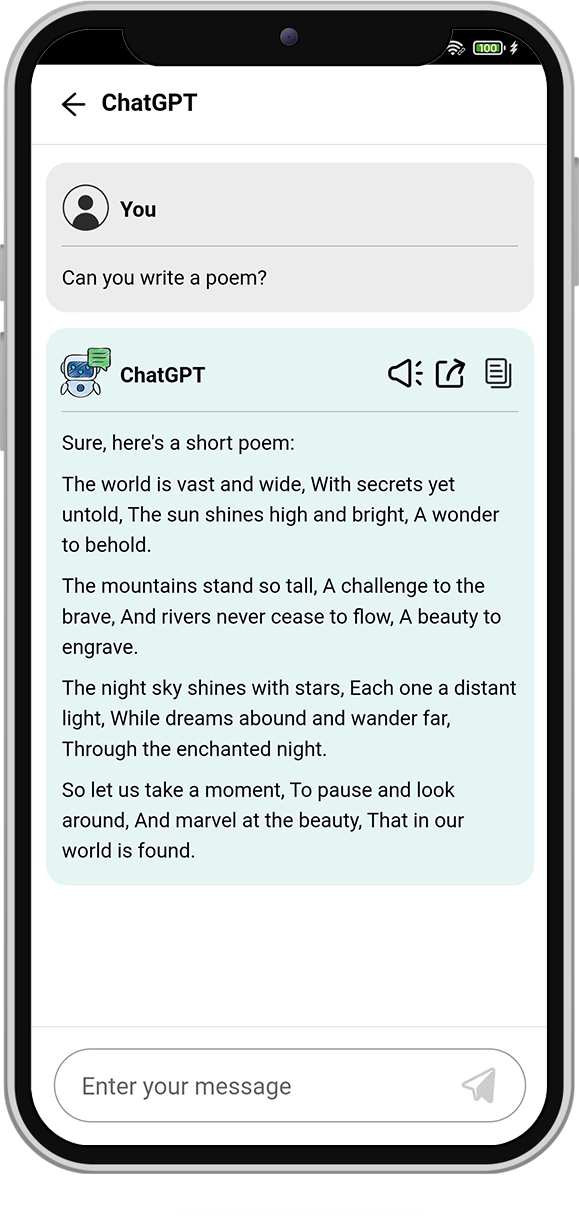 100
ChatGPT
You
Can you write a poem?
ChatGPT
Sure, here's a short poem:
The world is vast and wide, With secrets yet
untold, The sun shines high and bright, A wonder
to behold.
The mountains stand so tall, A challenge to the
brave, And rivers never cease to flow, A beauty to
engrave.
The night sky shines with stars, Each one a distant
light, While dreams abound and wander far,
Through the enchanted night.
So let us take a moment, To pause and look
around, And marvel at the beauty, That in our
world is found.
Enter your message